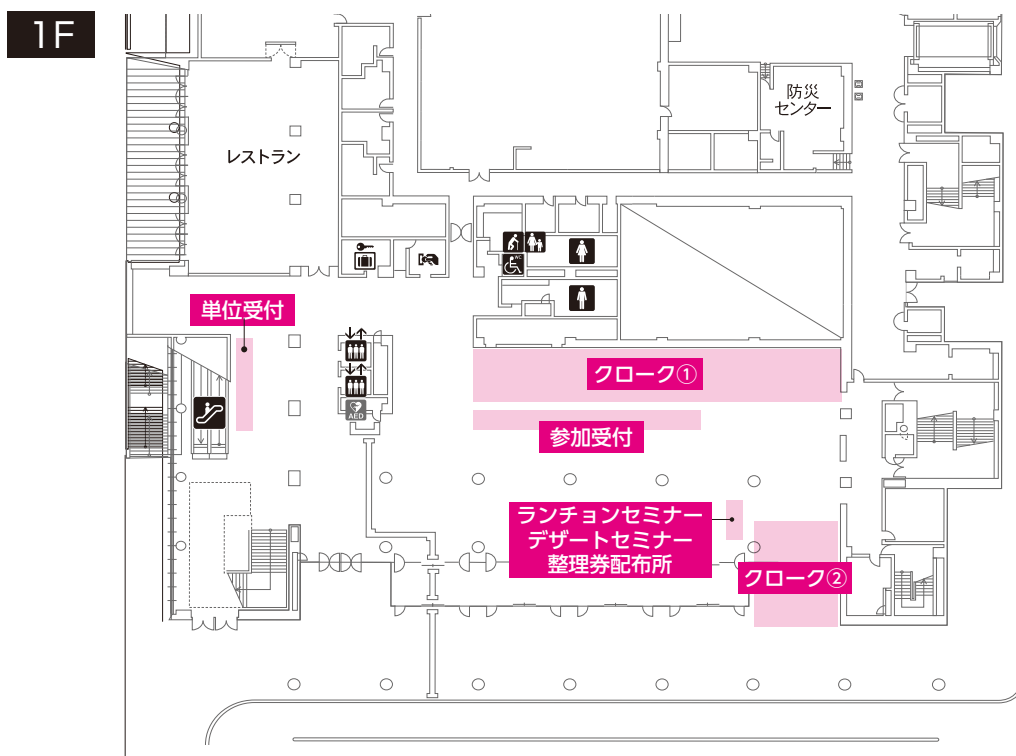 1F
防災
センター
レストラン
WC
単位受付
クローク①
AED
参加受付
ランチョンセミナー
デザートセミナー
整理券配布所
クローク②